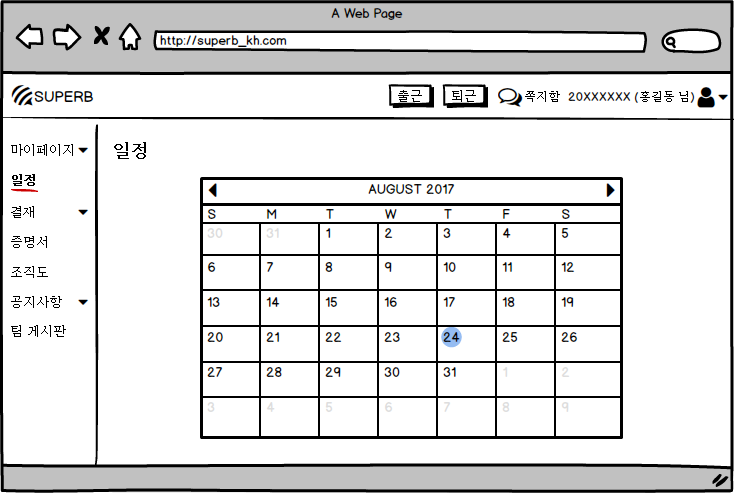 A Web Page
http://superb_kh.com
SUPERB
출근 퇴근 쪽지함 20XXXXXX (홍길동 님)
마이페이지
일정
결재
증명서
조직도
공지사항
팀 게시판
일정
AUGUST 2017
S M T W T F S
30 31 1 2 3 4 5
6 7 8 9 10 11 12
13 14 15 16 17 18 19
20 21 22 23 24 25 26
27 28 29 30 31 1 2
3 4 5 6 7 8 9